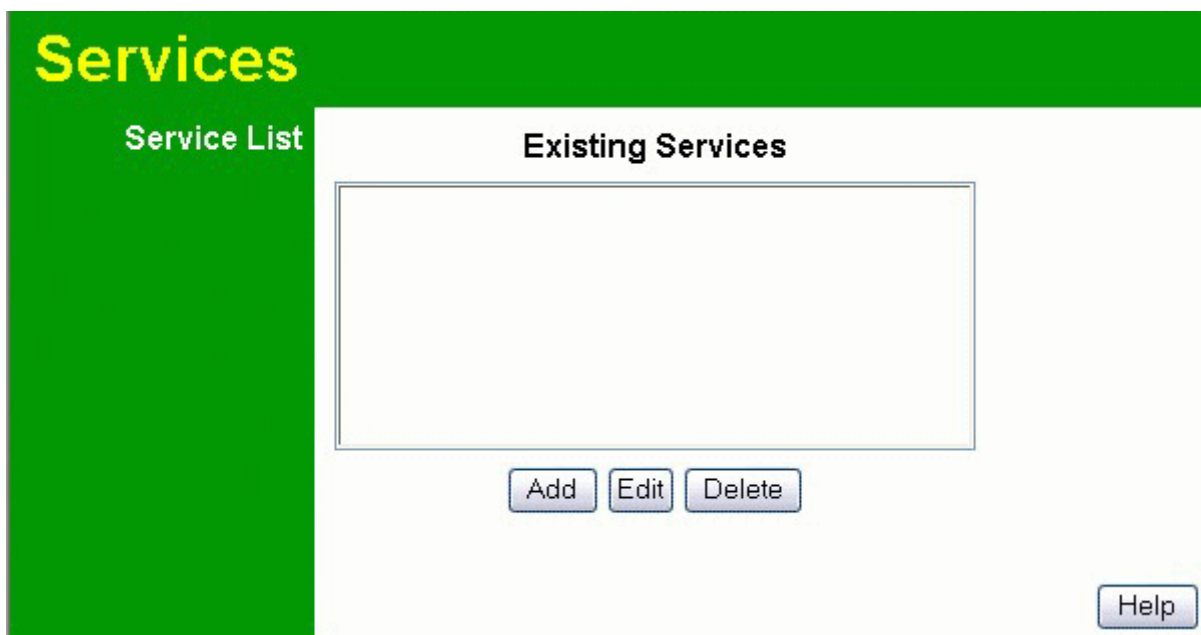 Services
Service List
Existing Services
Add Edit Delete
Help